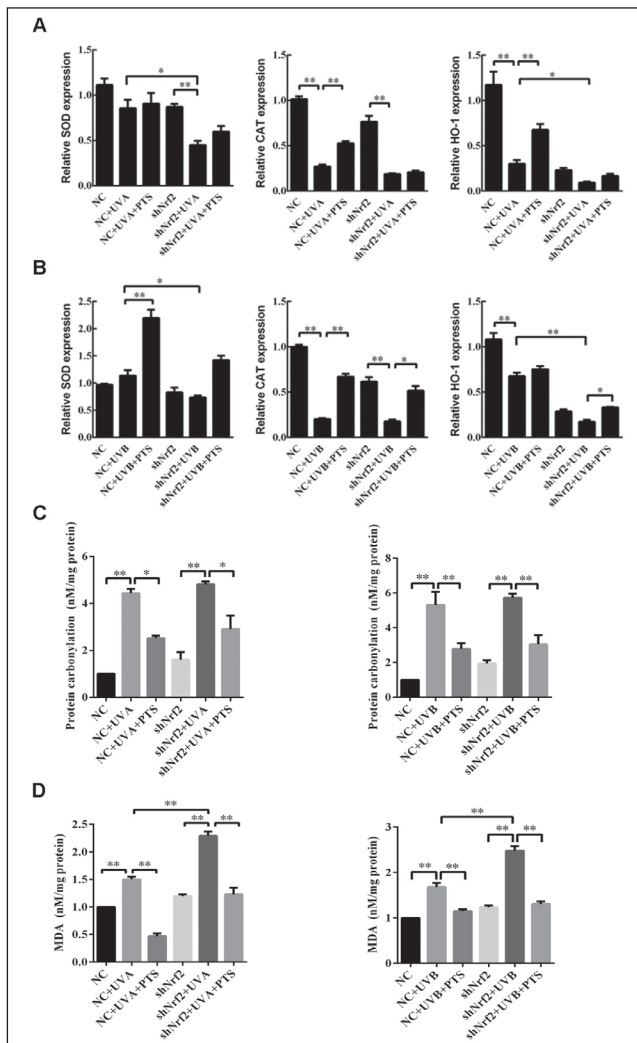 A
Relative SOD expression
1.5
1.0
0.5
0.0
*
**
NC
NC+UVA
NC+UVA+PTS
shNrf2
shNrf2+UVA
shNrf2+UVA+PTS
Relative CAT expression
1.5
1.0
0.5
0.0
** ** **
NC
NC+UVA
NC+UVA+PTS
shNrf2
shNrf2+UVA
shNrf2+UVA+PTS
Relative HO-1 expression
1.5
1.0
0.5
0.0
** **
*
NC
NC+UVA
NC+UVA+PTS
shNrf2
shNrf2+UVA
shNrf2+UVA+PTS
B
Relative SOD expression
2.5
2.0
1.5
1.0
0.5
0.0
*
**
NC
NC+UVB
NC+UVB+PTS
shNrf2
shNrf2+UVB
shNrf2+UVB+PTS
Relative CAT expression
1.5
1.0
0.5
0.0
** ** ** *
NC
NC+UVB
NC+UVB+PTS
shNrf2
shNrf2+UVB
shNrf2+UVB+PTS
Relative HO-1 expression
1.5
1.0
0.5
0.0
**
**
*
NC
NC+UVB
NC+UVB+PTS
shNrf2
shNrf2+UVB
shNrf2+UVB+PTS
C
Protein carbonylation (nM/mg protein)
6
4
2
0
** * ** *
NC
NC+UVA
NC+UVA+PTS
shNrf2
shNrf2+UVA
shNrf2+UVA+PTS
Protein carbonylation (nM/mg protein)
8
6
4
2
0
** ** ** **
NC
NC+UVB
NC+UVB+PTS
shNrf2
shNrf2+UVB
shNrf2+UVB+PTS
D
MDA (nM/mg protein)
2.5
2.0
1.5
1.0
0.5
0.0
**
** ** ** **
NC
NC+UVA
NC+UVA+PTS
shNrf2
shNrf2+UVA
shNrf2+UVA+PTS
MDA (nM/mg protein)
3
2
1
0
**
** ** ** **
NC
NC+UVB
NC+UVB+PTS
shNrf2
shNrf2+UVB
shNrf2+UVB+PTS